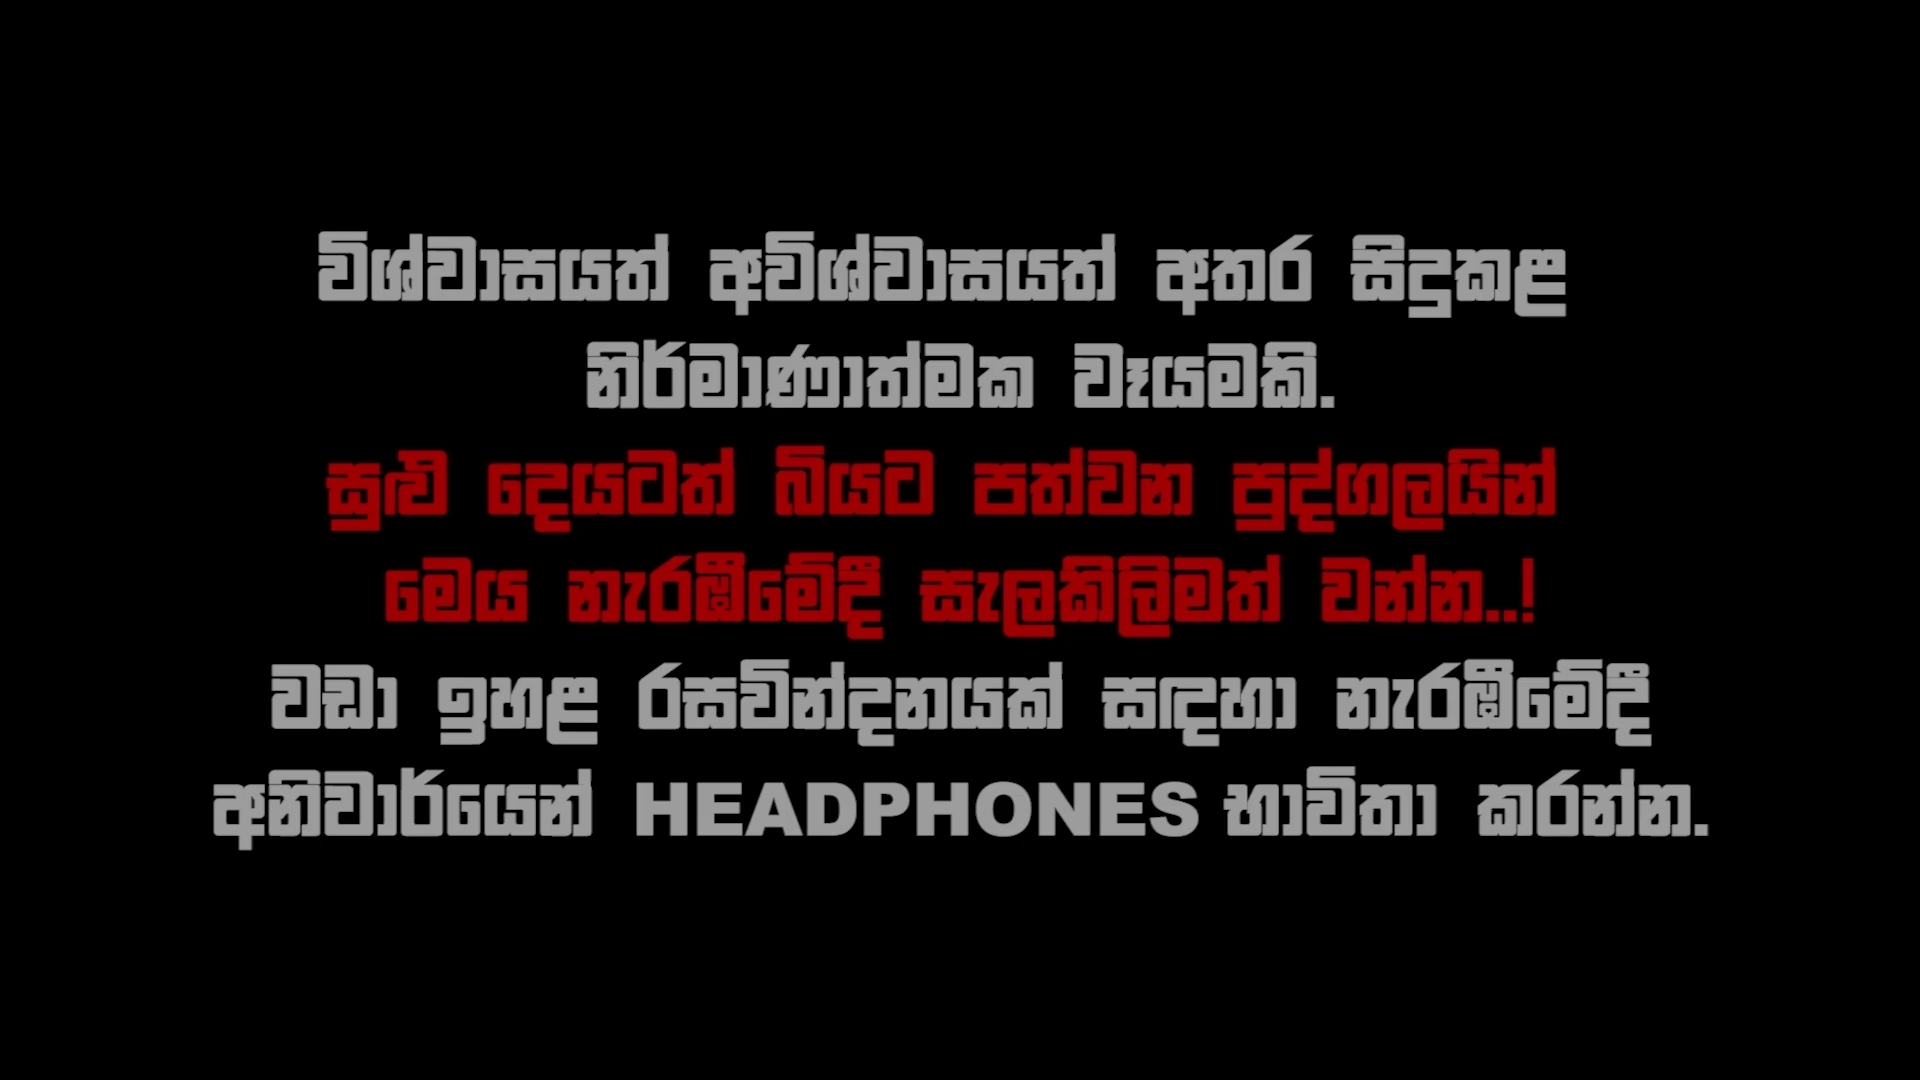 විශ්වාසයත් අවිශ්වාසයත් අතර සිදුකළ
නිර්මාණාත්මක වෑයමකි.
සුළු දෙයටත් බියට පත්වන පුද්ගලයින්
මෙය නැරඹීමේදී සැලකිලිමත් වන්න..!
වඩා ඉහළ රසවින්දනයක් සඳහා නැරඹීමේදී
අනිවාර්යෙන් HEADPHONES භාවිතා කරන්න.